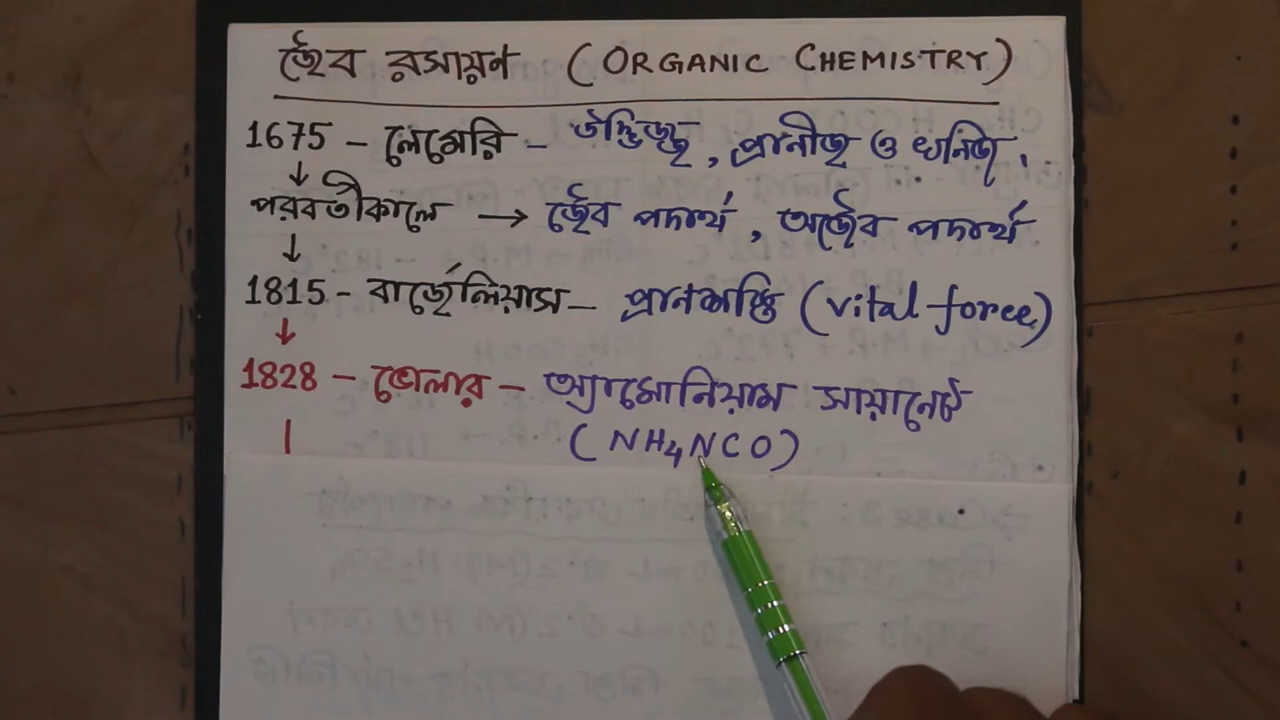 জৈব রসায়ণ (ORGANIC CHEMISTRY)
1675 - লেমেরি - উদ্ভিজ্জ, প্রানীজ ও খনিজ,
↓
পরবর্তীকালে → জৈব পদার্থ, অজৈব পদার্থ
↓
1815 - বার্জেলিয়াস - প্রানশক্তি (vital force)
↓
1828 - ভোলার - অ্যামোনিয়াম সায়ানেট
(NH4NCO)